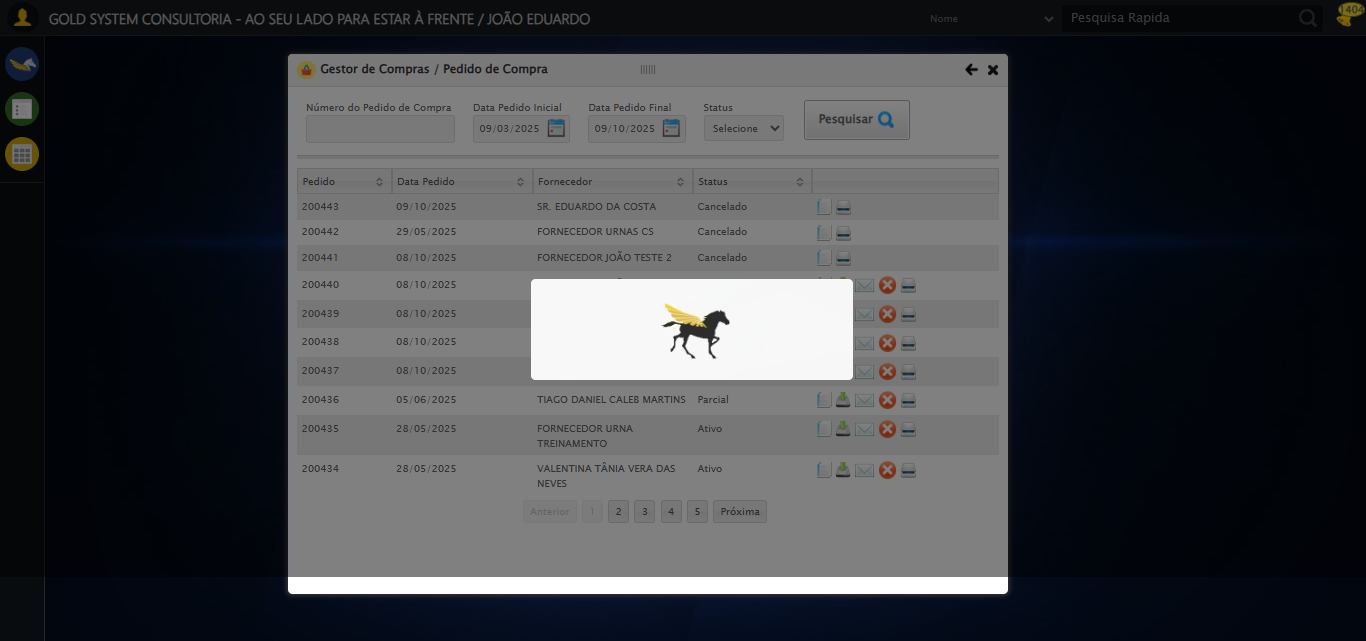 GOLD SYSTEM CONSULTORIA - AO SEU LADO PARA ESTAR À FRENTE / JOÃO EDUARDO
Nome
Pesquisa Rapida
1404
Gestor de Compras / Pedido de Compra
Número do Pedido de Compra
Data Pedido Inicial
Data Pedido Final
Status
09/03/2025
09/10/2025
Selecione
Pesquisar
Pedido Data Pedido Fornecedor Status
200443 09/10/2025 SR. EDUARDO DA COSTA Cancelado
200442 29/05/2025 FORNECEDOR URNAS CS Cancelado
200441 08/10/2025 FORNECEDOR JOÃO TESTE 2 Cancelado
200440 08/10/2025
200439 08/10/2025
200438 08/10/2025
200437 08/10/2025
200436 05/06/2025 TIAGO DANIEL CALEB MARTINS Parcial
200435 28/05/2025 FORNECEDOR URNA Ativo
TREINAMENTO
200434 28/05/2025 VALENTINA TÂNIA VERA DAS Ativo
NEVES
Anterior 1 2 3 4 5 Próxima